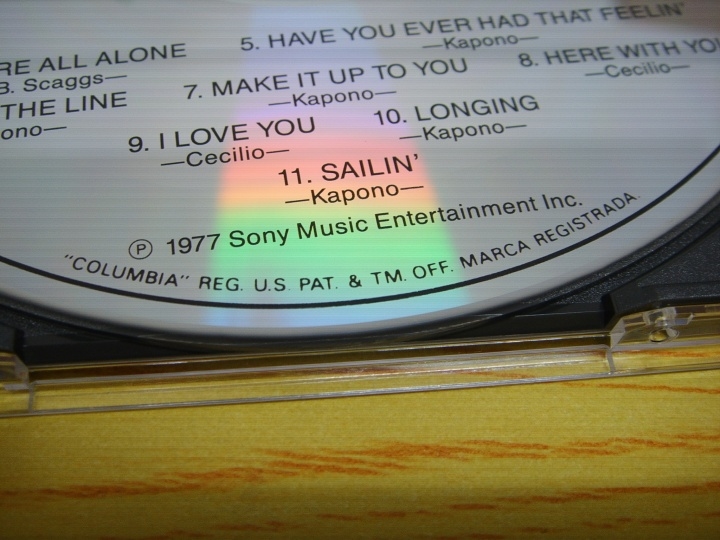 RE ALL ALONE
B. Scaggs—
5. HAVE YOU EVER HAD THAT FEELIN'
—Kapono—
THE LINE
ono—
7. MAKE IT UP TO YOU
—Kapono—
8. HERE WITH YOU
—Cecilio—
9. I LOVE YOU
—Cecilio—
10. LONGING
—Kapono—
11. SAILIN'
—Kapono—
Ⓟ 1977 Sony Music Entertainment Inc.
"COLUMBIA" REG. U.S. PAT. & TM. OFF. MARCA REGISTRADA.